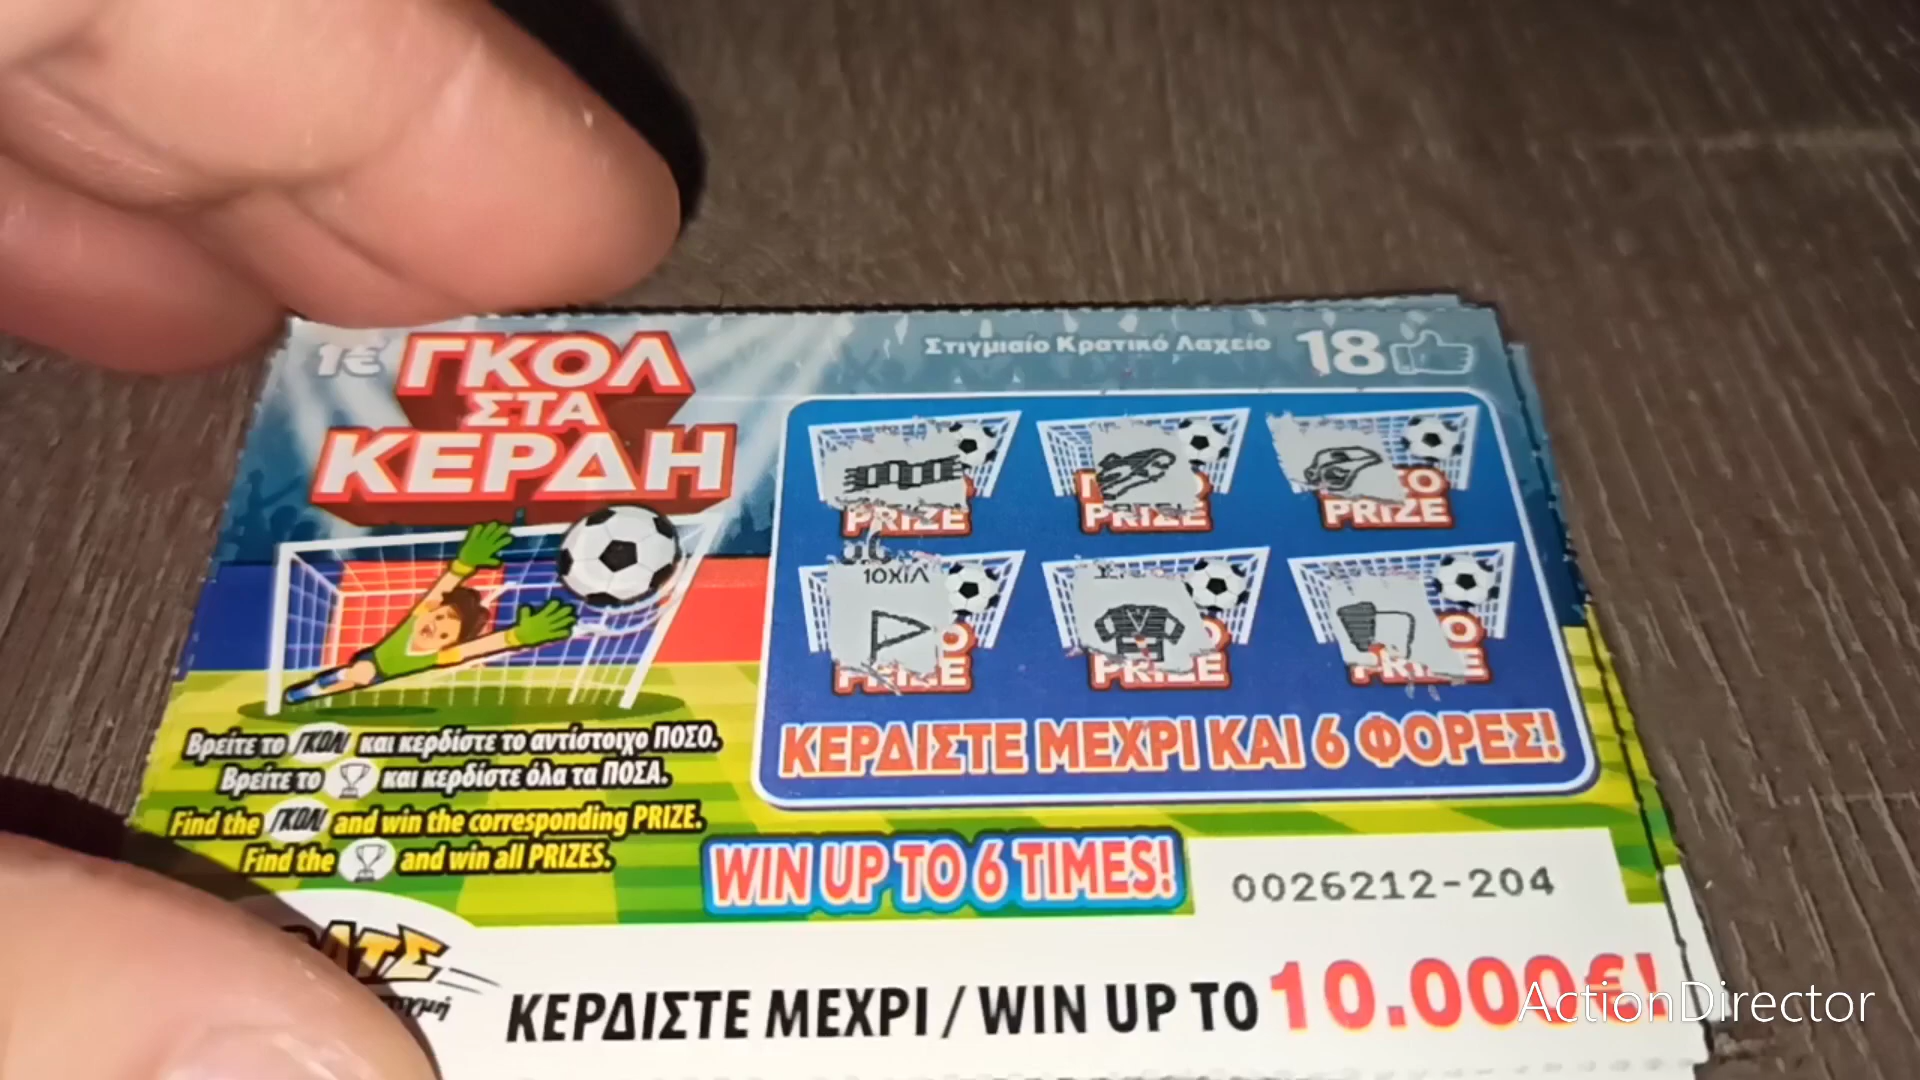 1€ ΓΚΟΛ
ΣΤΑ
ΚΕΡΔΗ
Στιγμιαίο Κρατικό Λαχείο 18
PRIZE
PRIZE
PRIZE
10ΧΙΛ
PRIZE
PRIZE
PRIZE
ΚΕΡΔΙΣΤΕ ΜΕΧΡΙ ΚΑΙ 6 ΦΟΡΕΣ!
Βρείτε το ΓΚΟΛ! και κερδίστε το αντίστοιχο ΠΟΣΟ.
Βρείτε το και κερδίστε όλα τα ΠΟΣΑ.
Find the ΓΚΟΛ! and win the corresponding PRIZE.
Find the and win all PRIZES.
WIN UP TO 6 TIMES!
0026212-204
ΚΕΡΔΙΣΤΕ ΜΕΧΡΙ / WIN UP TO 10.000€!
ActionDirector